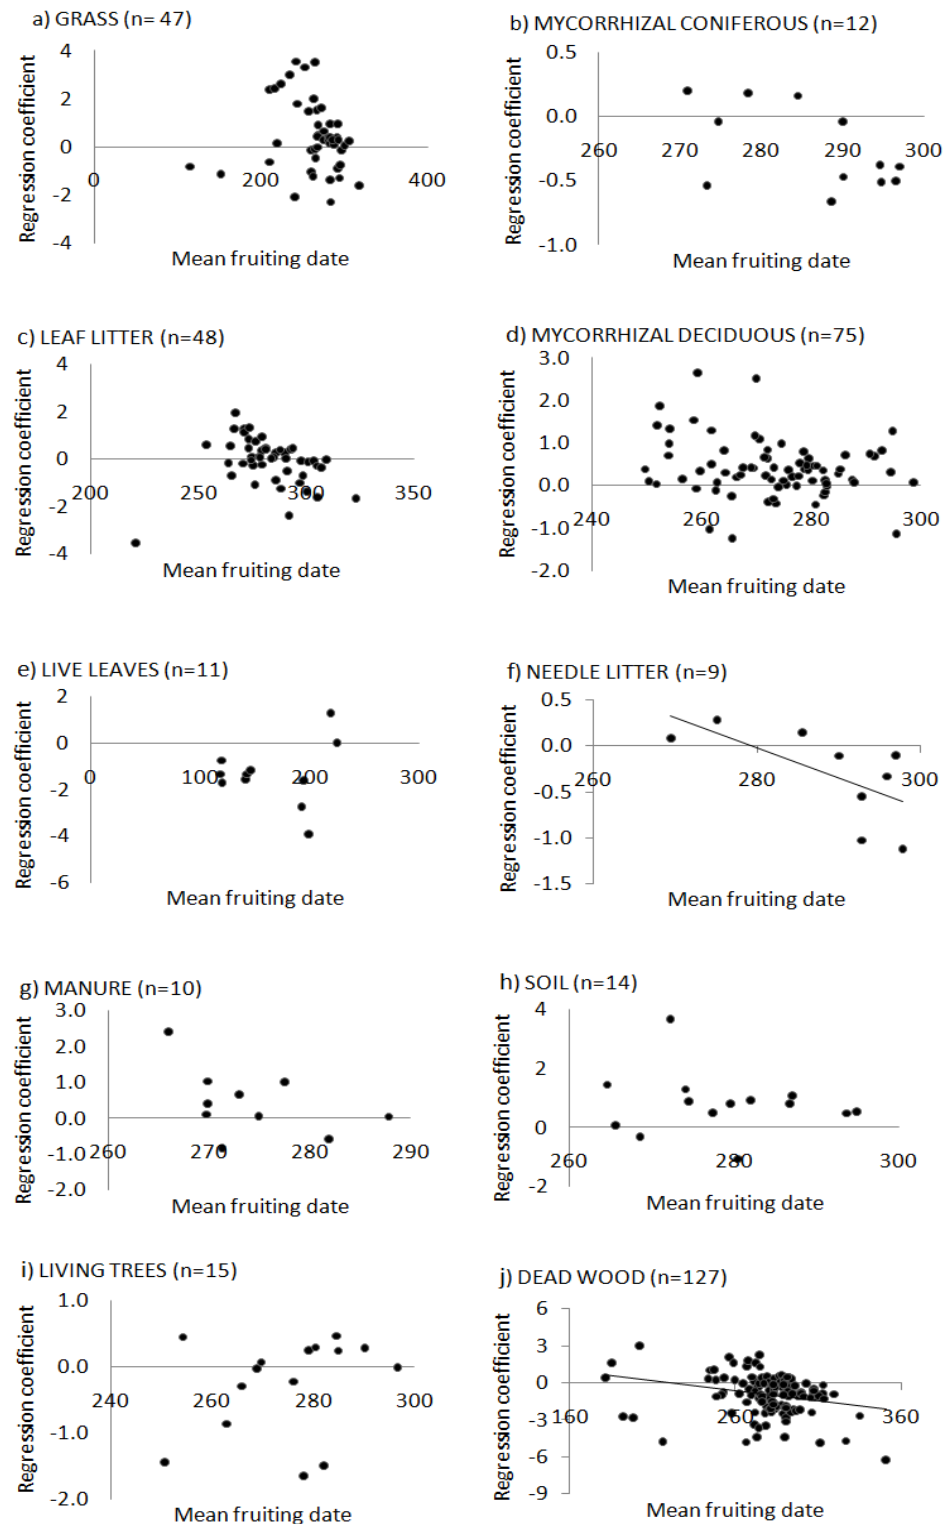 a) GRASS (n= 47)
4
2
0
-2
-4
0
200
400
Regression coefficient
Mean fruiting date
b) MYCORRHIZAL CONIFEROUS (n=12)
0.5
0.0
-0.5
-1.0
260
270
280
290
300
Regression coefficient
Mean fruiting date
c) LEAF LITTER (n=48)
4
2
0
-2
-4
200
250
300
350
Regression coefficient
Mean fruiting date
d) MYCORRHIZAL DECIDUOUS (n=75)
3.0
2.0
1.0
0.0
-1.0
-2.0
240
260
280
300
Regression coefficient
Mean fruiting date
e) LIVE LEAVES (n=11)
2
0
-2
-4
-6
0
100
200
300
Regression coefficient
Mean fruiting date
f) NEEDLE LITTER (n=9)
0.5
0.0
-0.5
-1.0
-1.5
260
280
300
Regression coefficient
Mean fruiting date
g) MANURE (n=10)
3.0
2.0
1.0
0.0
-1.0
-2.0
260
270
280
290
Regression coefficient
Mean fruiting date
h) SOIL (n=14)
4
2
0
-2
260
280
300
Regression coefficient
Mean fruiting date
i) LIVING TREES (n=15)
1.0
0.0
-1.0
-2.0
240
260
280
300
Regression coefficient
Mean fruiting date
j) DEAD WOOD (n=127)
6
3
0
-3
-6
-9
160
260
360
Regression coefficient
Mean fruiting date